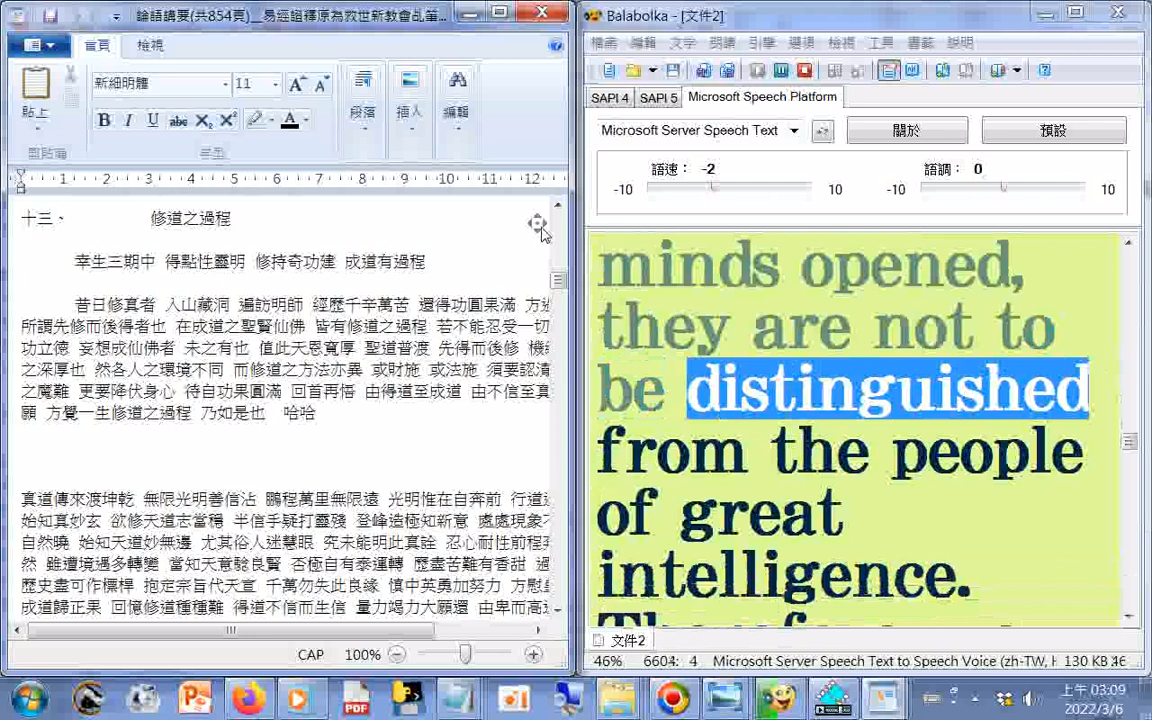 論語講要(共854頁)__易經證釋原為救世新教會乩筆...
首頁 檢視
貼上
剪貼簿
新細明體 11
B I U abc X₂ X²
字型
段落
插入
編輯
1 2 3 4 5 6 7 8 9 10 11 12
十三、 修道之過程
幸生三期中 得點性靈明 修持奇功建 成道有過程
昔日修真者 入山藏洞 遍訪明師 經歷千辛萬苦 還得功圓果滿 方
所謂先修而後得者也 在成道之聖賢仙佛 皆有修道之過程 若不能忍受一切
功立德 妄想成仙佛者 未之有也 值此天恩寬厚 聖道普渡 先得而後修 機
之深厚也 然各人之環境不同 而修道之方法亦異 或財施 或法施 須要認清
之魔難 更要降伏身心 待自功果圓滿 回首再悟 由得道至成道 由不信至真
願 方覺一生修道之過程 乃如是也 哈哈
真道傳來渡坤乾 無限光明善信沾 鵬程萬里無限遠 光明惟在自奔前 行道
始知真妙玄 欲修天道志當穩 半信半疑打靈殘 登峰造極知新意 處處現象
自然曉 始知天道妙無邊 尤其俗人迷慧眼 究未能明此真詮 忍心耐性前程
然 雖遭境遇多轉變 當知天意驗良賢 否極自有泰運轉 歷盡苦難有香甜 過
歷史盡可作標桿 抱定宗旨代天宣 千萬勿失此良緣 慎中英勇加努力 方慰
成道歸正果 回憶修道種種難 得道不信而生信 量力竭力大願還 由卑而高
CAP 100%
Balabolka - [文件2]
檔案 編輯 文字 朗讀 引擎 選項 檢視 工具 書籤 說明
SAPI 4 SAPI 5 Microsoft Speech Platform
Microsoft Server Speech Text 關於 預設
語速： -2 語調： 0
-10 10 -10 10
minds opened,
they are not to
be distinguished
from the people
of great
intelligence.
文件2
46% 6604: 4 Microsoft Server Speech Text to Speech Voice (zh-TW, H 130 KB
上午 03:09
2022/3/6